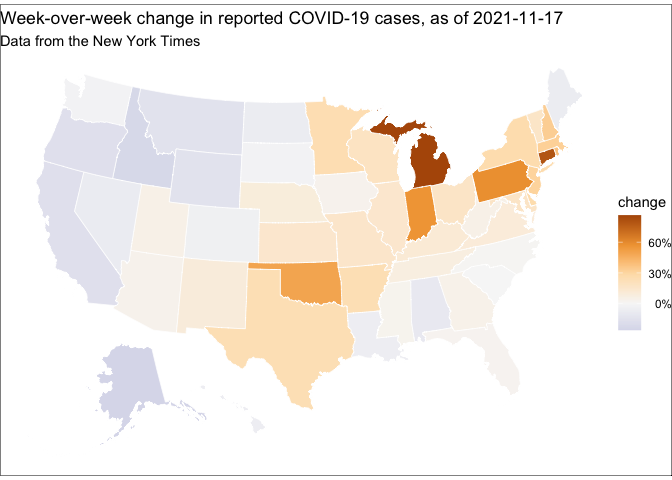 Week-over-week change in reported COVID-19 cases, as of 2021-11-17
Data from the New York Times
change
60%
30%
0%